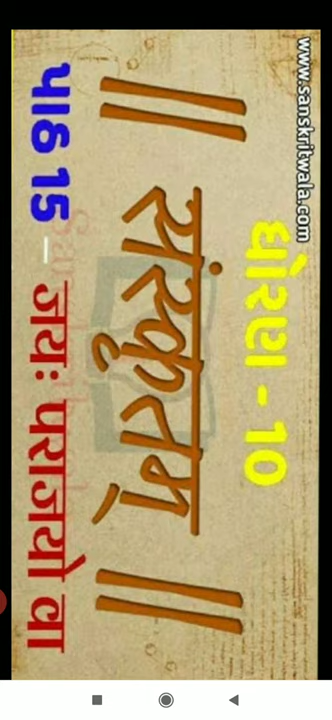 www.sanskritwala.com
ધોરણ - 10
॥ संस्कृतम् ॥
પાઠ 15 जयः पराजयो वा